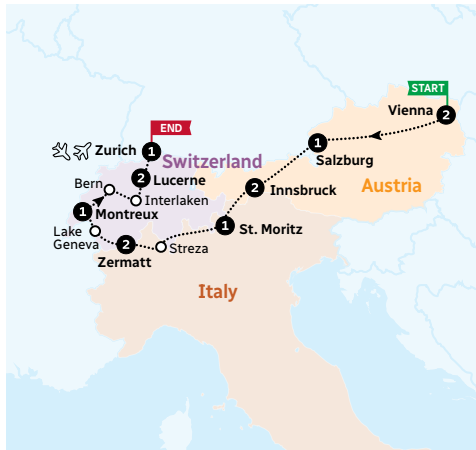 START
Vienna
2
END
1
Zurich
1
Salzburg
Switzerland
2
Lucerne
Bern
2
Innsbruck
Austria
Interlaken
1
Montreux
1
St. Moritz
Lake
Geneva
2
Streza
Zermatt
Italy